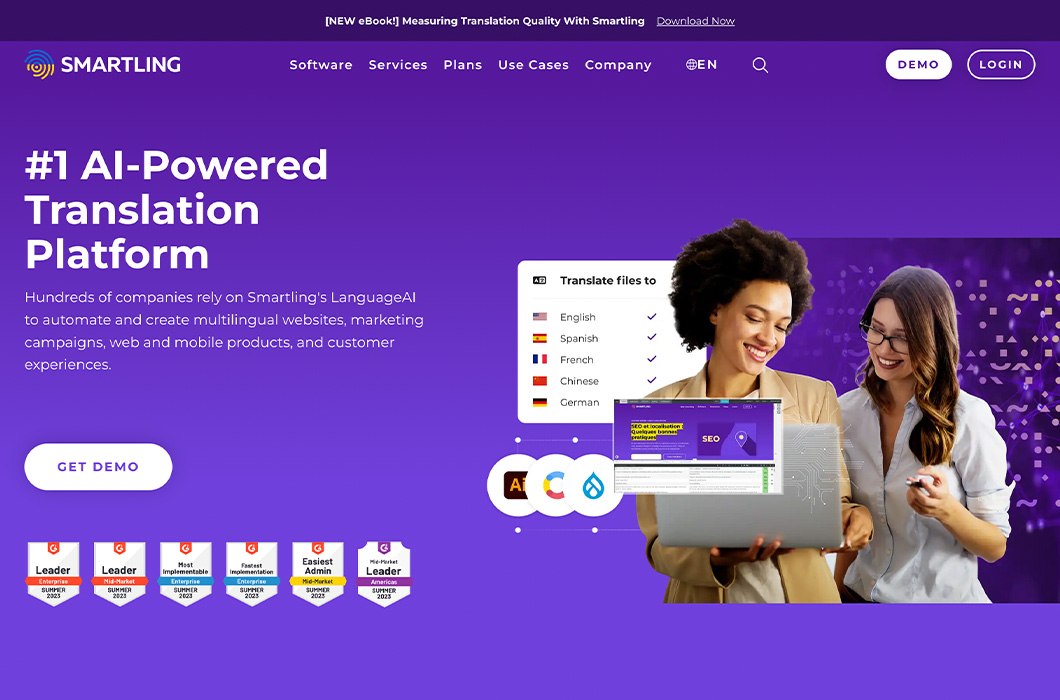 [NEW eBook!] Measuring Translation Quality With Smartling Download Now
SMARTLING
Software Services Plans Use Cases Company EN
DEMO LOGIN
#1 AI-Powered
Translation
Platform
Hundreds of companies rely on Smartling's LanguageAI
to automate and create multilingual websites, marketing
campaigns, web and mobile products, and customer
experiences.
GET DEMO
Translate files to
English
Spanish
French
Chinese
German
Ai
SEO et localisation :
Quelques bonnes
pratiques
SEO
Leader
Enterprise
SUMMER
2023
Leader
Mid-Market
SUMMER
2023
Most
Implementable
Enterprise
SUMMER
2023
Fastest
Implementation
Enterprise
SUMMER
2023
Easiest
Admin
Mid-Market
SUMMER
2023
Mid-Market
Leader
Americas
SUMMER
2023